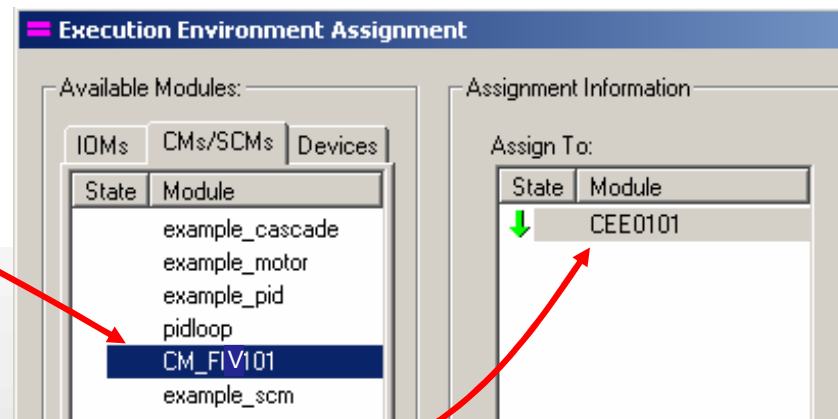 Execution Environment Assignment
Available Modules:
IOMs CMs/SCMs Devices
State Module
example_cascade
example_motor
example_pid
pidloop
CM_FIV101
example_scm
Assignment Information
Assign To:
State Module
CEE0101